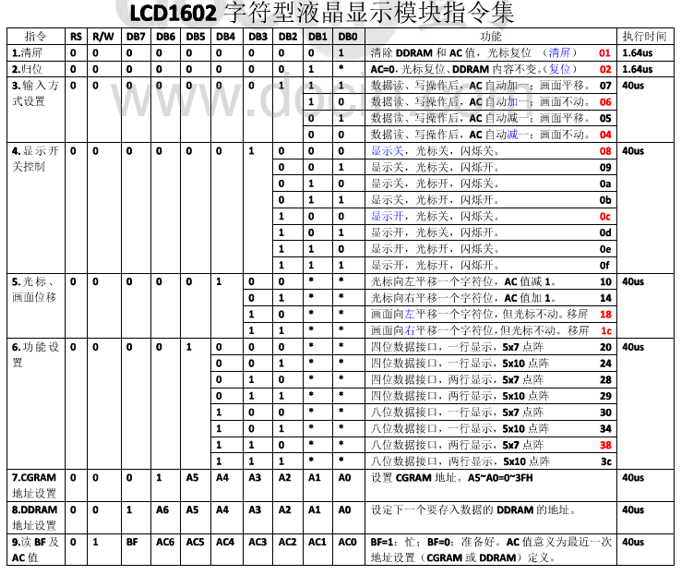 LCD1602 字符型液晶显示模块指令集
指令 RS R/W DB7 DB6 DB5 DB4 DB3 DB2 DB1 DB0 功能 执行时间
1.清屏 0 0 0 0 0 0 0 0 0 1 清除 DDRAM 和 AC 值，光标复位 （清屏） 01 1.64us
2.归位 0 0 0 0 0 0 0 0 1 * AC=0，光标复位、DDRAM 内容不变。（复位） 02 1.64us
3.输入方 0 0 0 0 0 0 0 1 1 1 数据读、写操作后，AC 自动加一；画面平移。 07 40us
式设置 1 0 数据读、写操作后，AC 自动加一；画面不动。 06
0 1 数据读、写操作后，AC 自动减一；画面平移。 05
0 0 数据读、写操作后，AC 自动减一；画面不动。 04
4.显示开 0 0 0 0 0 0 1 0 0 0 显示关，光标关，闪烁关。 08 40us
关控制 0 0 1 显示关，光标关，闪烁开。 09
0 1 0 显示关，光标开，闪烁关。 0a
0 1 1 显示关，光标开，闪烁开。 0b
1 0 0 显示开，光标关，闪烁关。 0c
1 0 1 显示开，光标关，闪烁开。 0d
1 1 0 显示开，光标开，闪烁关。 0e
1 1 1 显示开，光标开，闪烁开。 0f
5.光标、 0 0 0 0 0 1 0 0 * * 光标向左平移一个字符位，AC 值减 1。 10 40us
画面位移 0 1 * * 光标向右平移一个字符位，AC 值加 1。 14
1 0 * * 画面向左平移一个字符位，但光标不动。移屏 18
1 1 * * 画面向右平移一个字符位，但光标不动。移屏 1c
6.功能设 0 0 0 0 1 0 0 0 * * 四位数据接口，一行显示，5x7 点阵 20 40us
置 0 0 1 * * 四位数据接口，一行显示，5x10 点阵 24
0 1 0 * * 四位数据接口，两行显示，5x7 点阵 28
0 1 1 * * 四位数据接口，两行显示，5x10 点阵 29
1 0 0 * * 八位数据接口，一行显示，5x7 点阵 30
1 0 1 * * 八位数据接口，一行显示，5x10 点阵 34
1 1 0 * * 八位数据接口，两行显示，5x7 点阵 38
1 1 1 * * 八位数据接口，两行显示，5x10 点阵 3c
7.CGRAM 0 0 0 1 A5 A4 A3 A2 A1 A0 设置 CGRAM 地址。A5~A0=0~3FH 40us
地址设置
8.DDRAM 0 0 1 A6 A5 A4 A3 A2 A1 A0 设定下一个要存入数据的 DDRAM 的地址。 40us
地址设置
9.读 BF 及 0 1 BF AC6 AC5 AC4 AC3 AC2 AC1 AC0 BF=1：忙；BF=0：准备好。AC 值意义为最近一次 40us
AC 值 地址设置（CGRAM 或 DDRAM）定义。